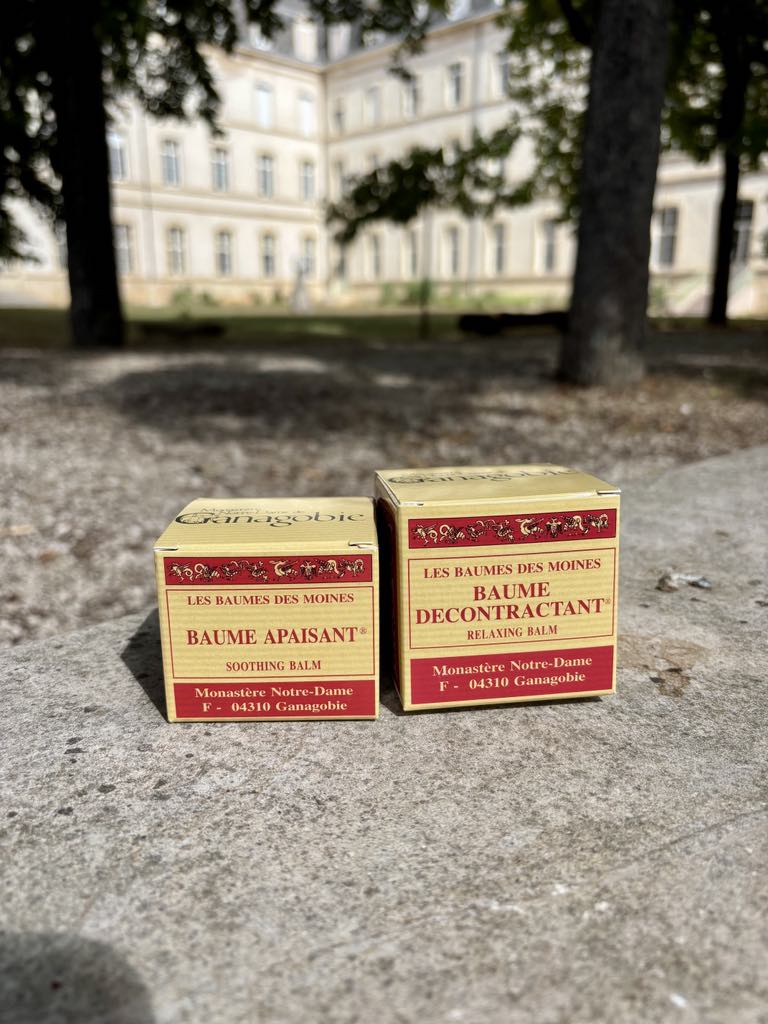 Ganagobie
LES BAUMES DES MOINES
BAUME APAISANT®
SOOTHING BALM
Monastère Notre-Dame
F - 04310 Ganagobie
Ganagobie
LES BAUMES DES MOINES
BAUME
DECONTRACTANT®
RELAXING BALM
Monastère Notre-Dame
F - 04310 Ganagobie